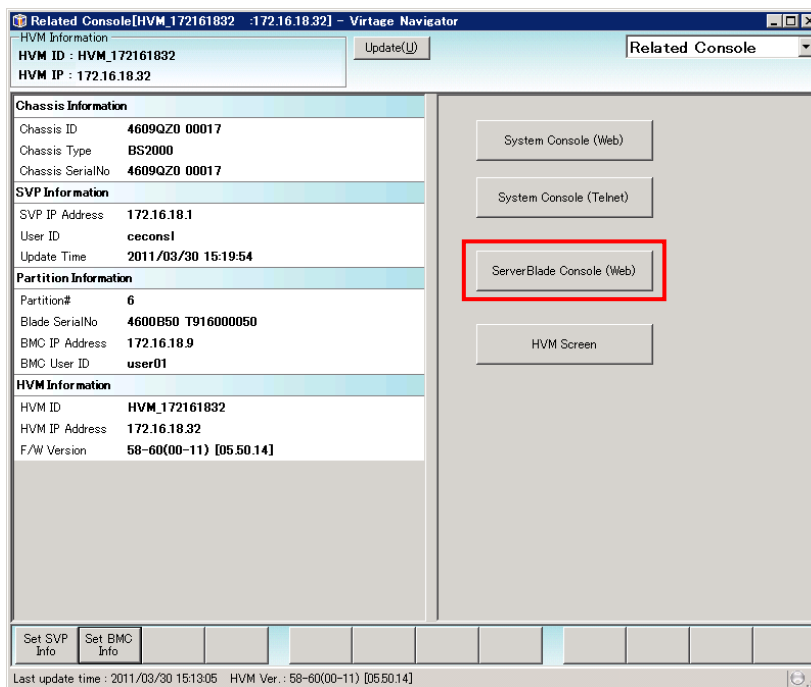 Related Console[HVM_172161832 :172.16.18.32] - Virtage Navigator
HVM Information
HVM ID : HVM_172161832
HVM IP : 172.16.18.32
Update(U)
Related Console
Chassis Information
Chassis ID 4609QZ0 00017
Chassis Type BS2000
Chassis SerialNo 4609QZ0 00017
SVP Information
SVP IP Address 172.16.18.1
User ID ceconsl
Update Time 2011/03/30 15:19:54
Partition Information
Partition# 6
Blade SerialNo 4600B50 T916000050
BMC IP Address 172.16.18.9
BMC User ID user01
HVM Information
HVM ID HVM_172161832
HVM IP Address 172.16.18.32
F/W Version 58-60(00-11) [05.50.14]
System Console (Web)
System Console (Telnet)
ServerBlade Console (Web)
HVM Screen
Set SVP
Info
Set BMC
Info
Last update time : 2011/03/30 15:13:05 HVM Ver. : 58-60(00-11) [05.50.14]